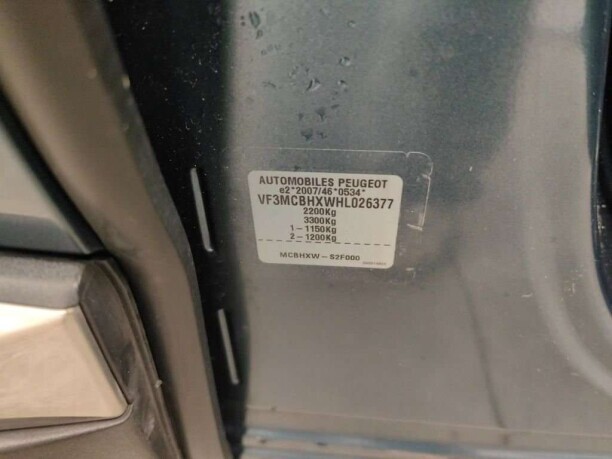 AUTOMOBILES PEUGEOT
e2*2007/46*0534*
VF3MCBHXWHL026377
2200Kg
3300Kg
1 - 1150Kg
2 - 1200Kg
MCBHXW - S2F000